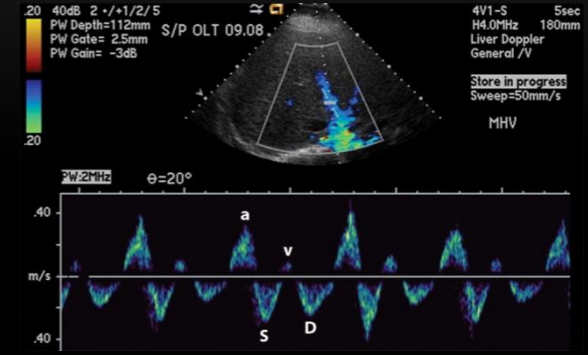 .20
40dB 2 +/+1/2/5
PW Depth=112mm
PW Gate= 2.5mm
PW Gain= -3dB
S/P OLT 09.08
4V1-S 5sec
H4.0MHz 180mm
Liver Doppler
General /V
Store in progress
Sweep=50mm/s
MHV
.20
PW:2MHz θ=20°
.40
a
v
m/s
S
D
.40